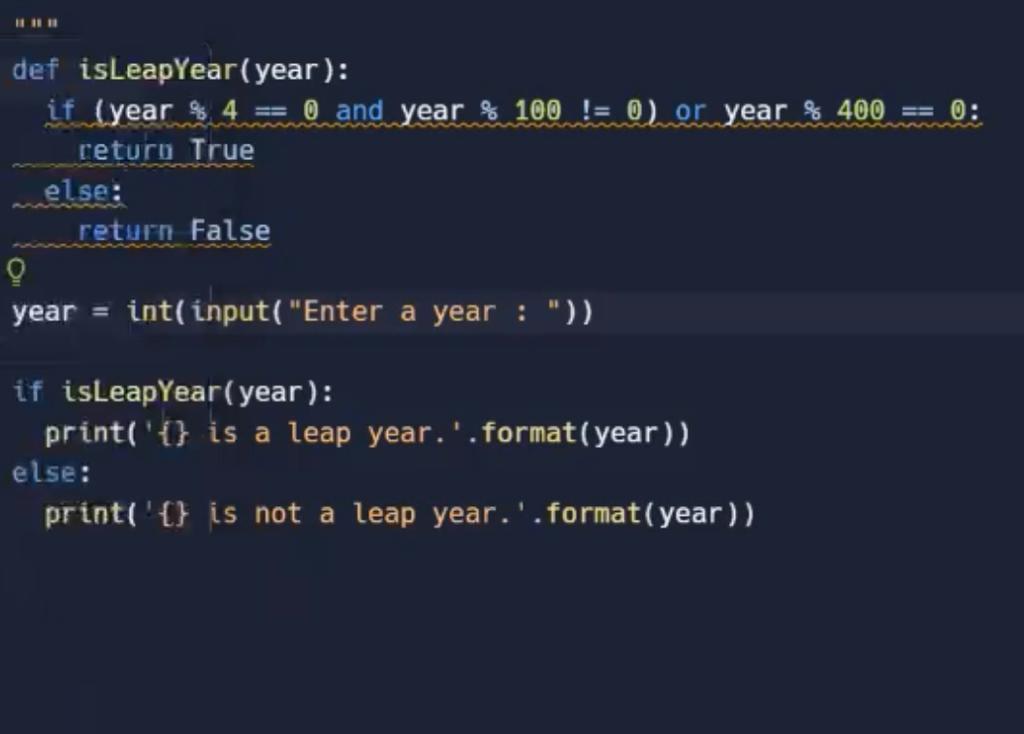 """
def isLeapYear(year):
  if (year % 4 == 0 and year % 100 != 0) or year % 400 == 0:
    return True
  else:
    return False

year = int(input("Enter a year : "))

if isLeapYear(year):
  print('{} is a leap year.'.format(year))
else:
  print('{} is not a leap year.'.format(year))